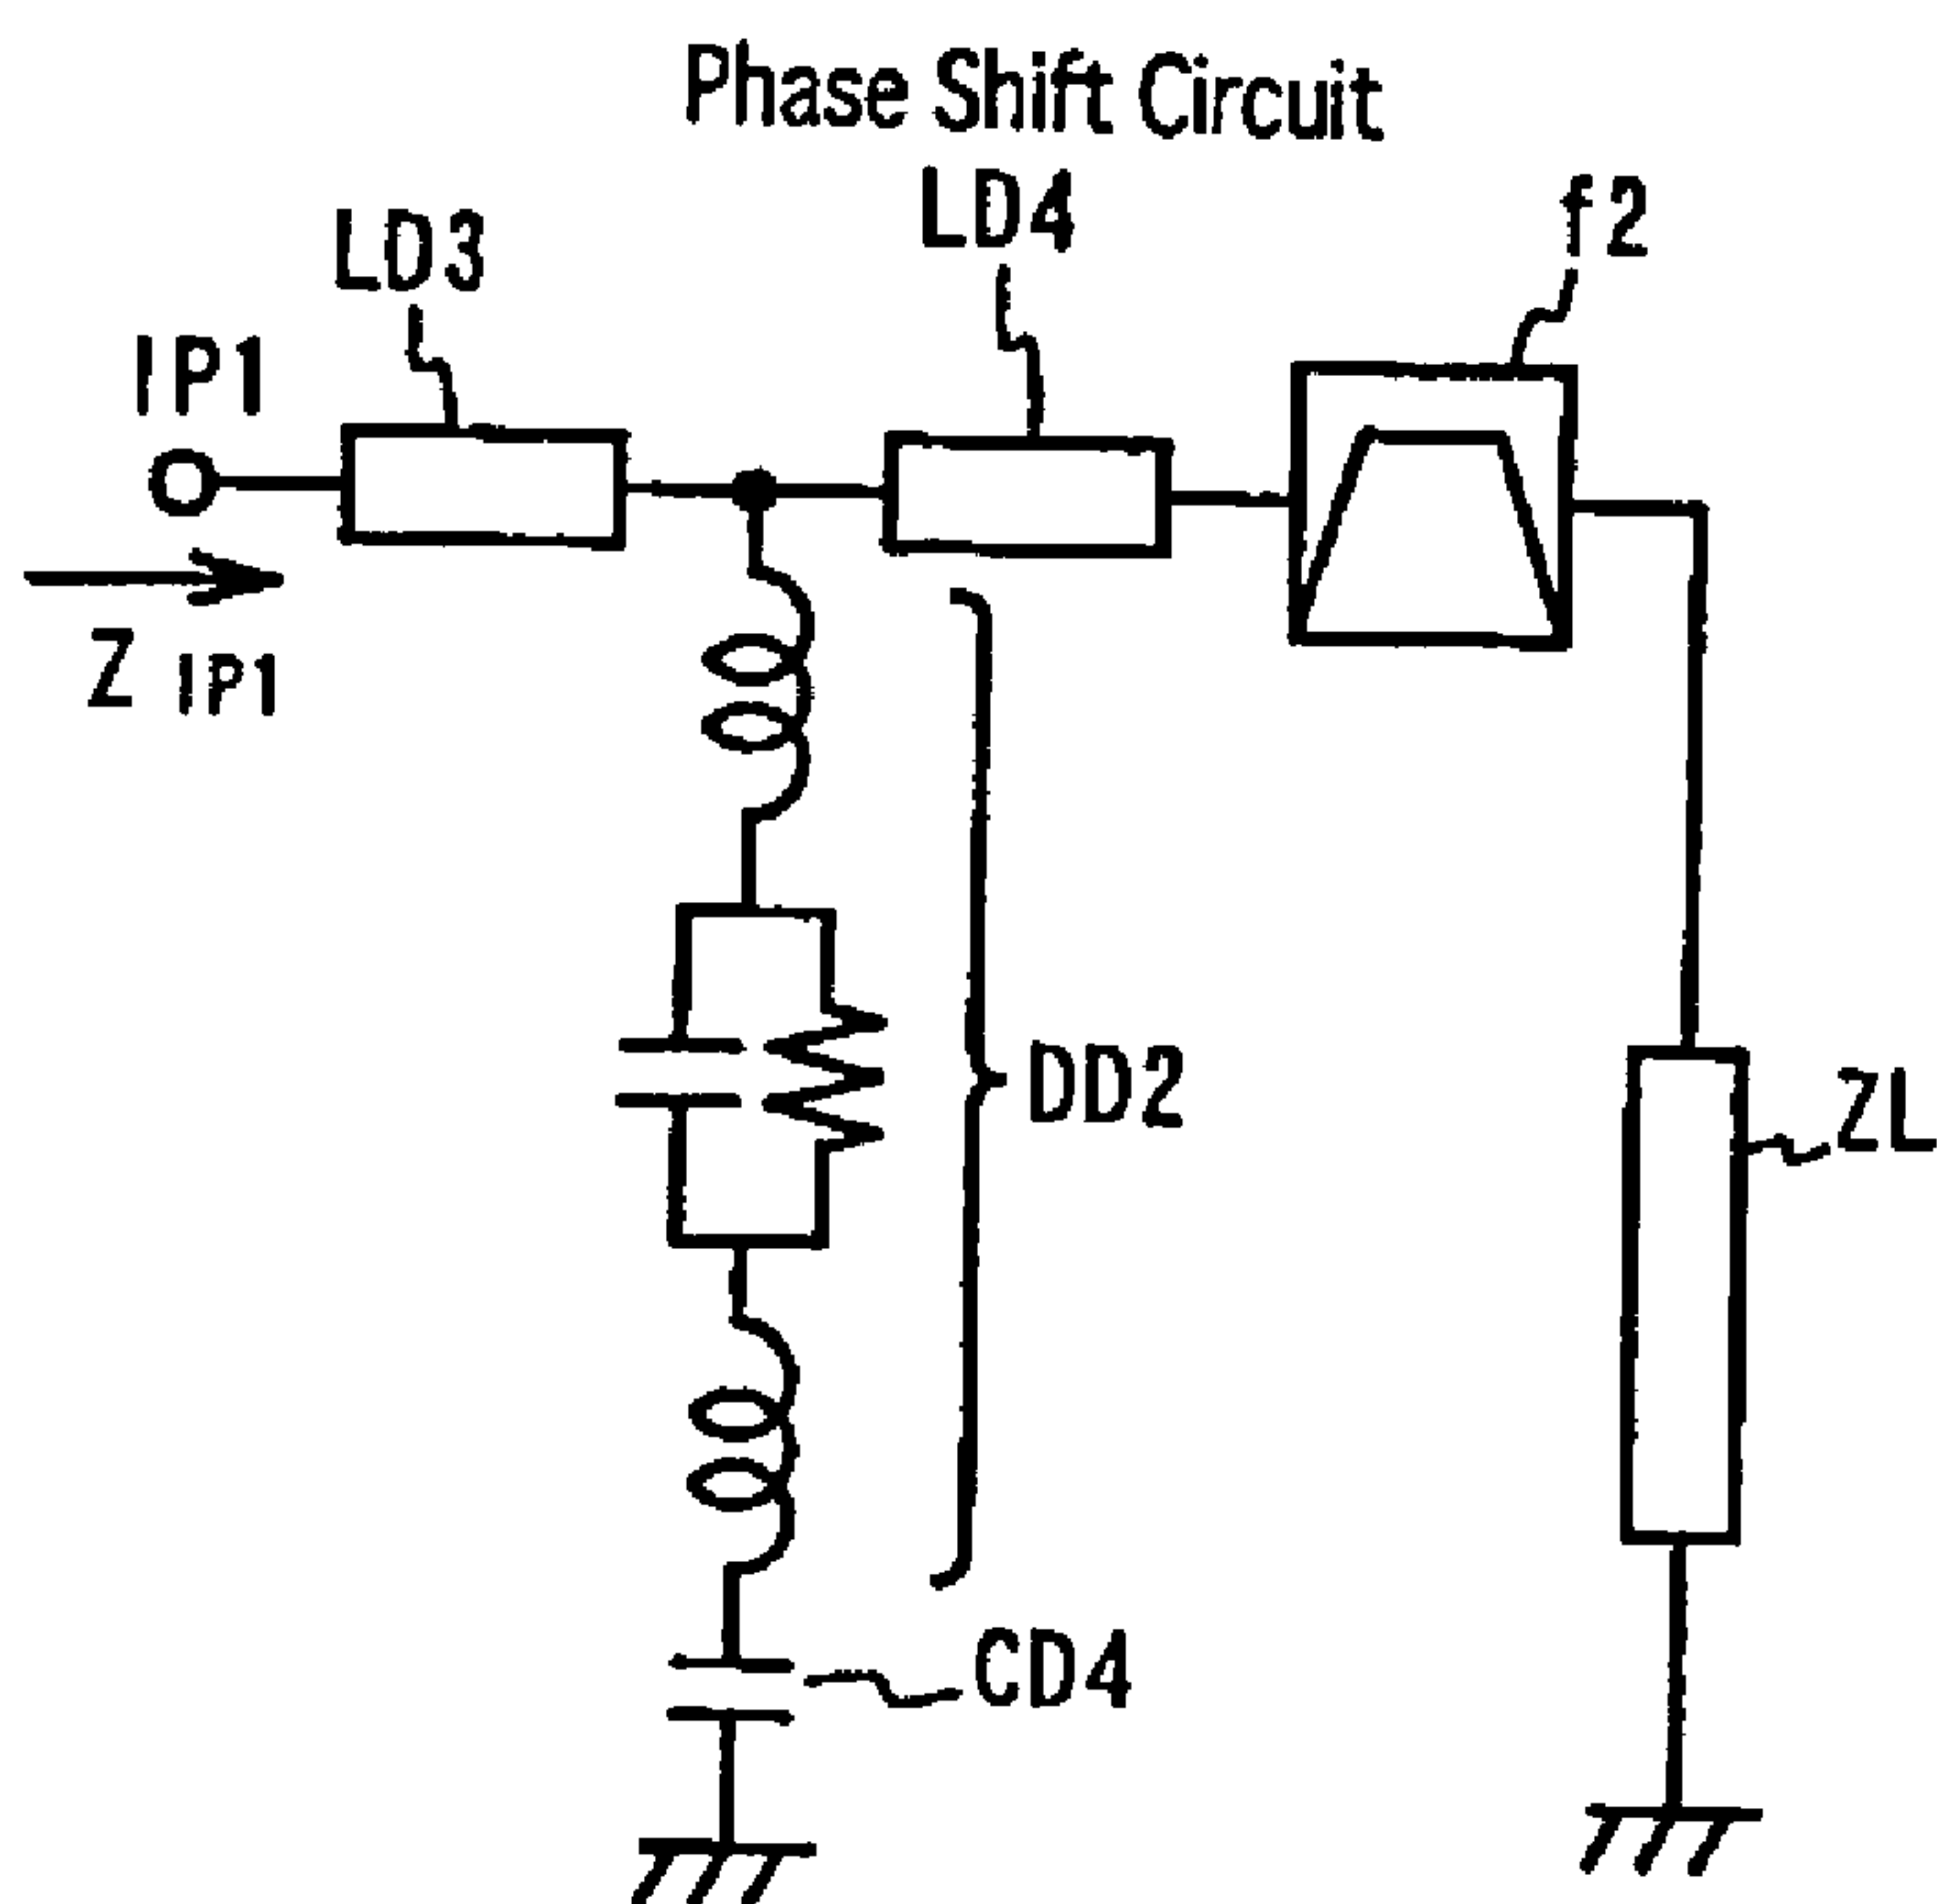 Phase Shift Circuit
LD3
LD4
f2
IP1
Z IP1
DD2
ZL
CD4